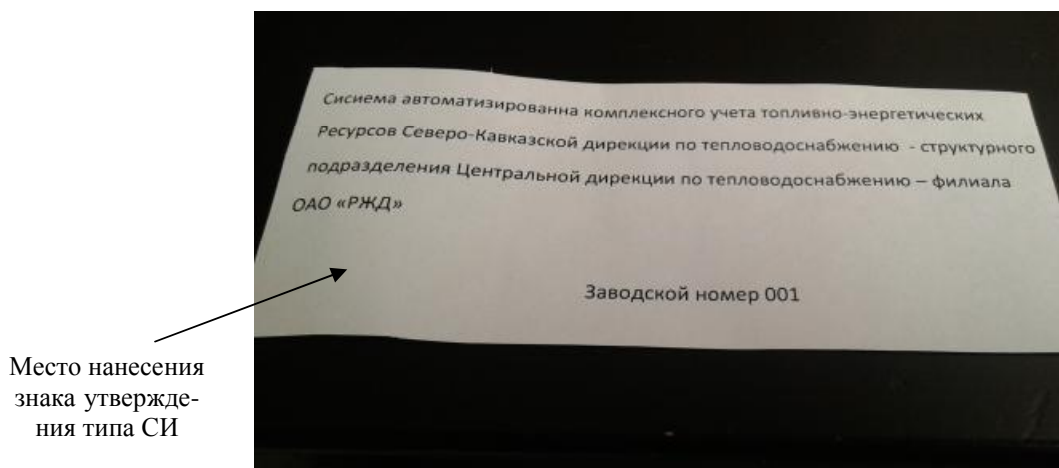 Сисиема автоматизированна комплексного учета топливно-энергетических
Ресурсов Северо-Кавказской дирекции по тепловодоснабжению - структурного
подразделения Центральной дирекции по тепловодоснабжению – филиала
ОАО «РЖД»
Заводской номер 001
Место нанесения
знака утвержде-
ния типа СИ